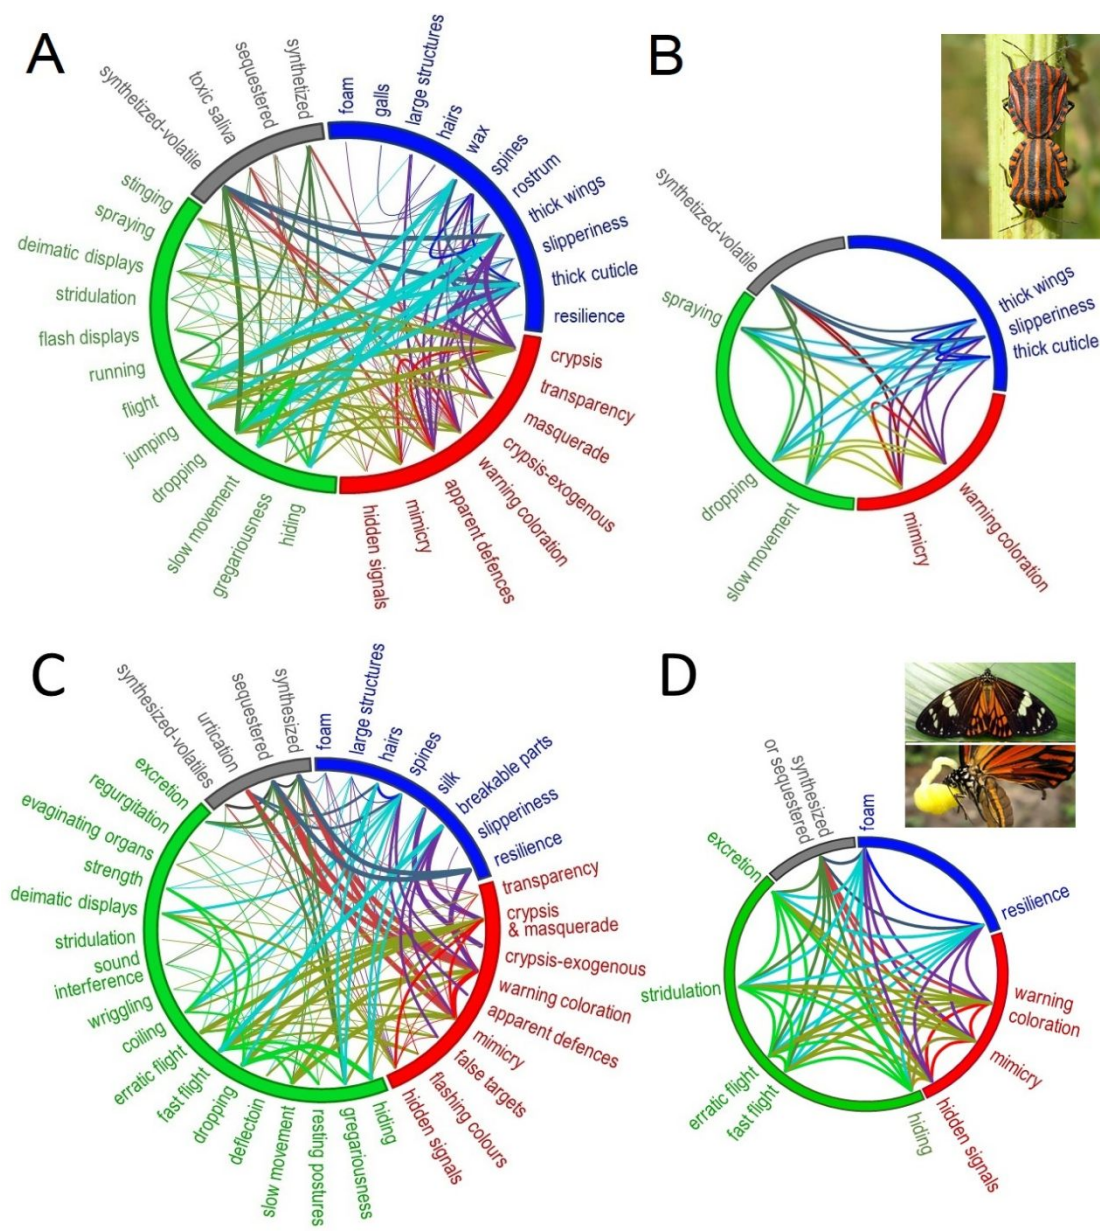 A
synthetized-volatile
toxic saliva
sequestered
synthetized
foam
galls
large structures
hairs
wax
spines
rostrum
thick wings
slipperiness
thick cuticle
resilience
crypsis
transparency
masquerade
crypsis-exogenous
warning coloration
apparent defences
mimicry
hidden signals
hiding
gregariousness
slow movement
dropping
jumping
flight
running
flash displays
stridulation
deimatic displays
spraying
stinging
B
synthetized-volatile
thick wings
slipperiness
thick cuticle
warning coloration
mimicry
slow movement
dropping
spraying
C
synthesized-volatiles
urtication
sequestered
synthesized
foam
large structures
hairs
spines
silk
breakable parts
slipperiness
resilience
transparency
crypsis
& masquerade
crypsis-exogenous
warning coloration
apparent defences
mimicry
false targets
flashing colours
hidden signals
hiding
gregariousness
resting postures
slow movement
deflectoin
dropping
fast flight
erratic flight
coiling
wriggling
sound
interference
stridulation
deimatic displays
strength
evaginating organs
regurgitation
excretion
D
synthesized
or sequestered
foam
resilience
warning
coloration
mimicry
hidden signals
hiding
fast flight
erratic flight
stridulation
excretion